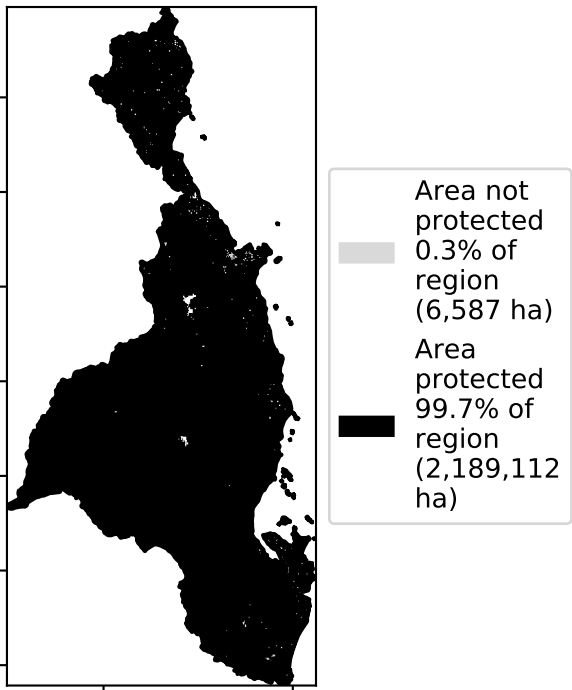 Area not
protected
0.3% of
region
(6,587 ha)
Area
protected
99.7% of
region
(2,189,112
ha)